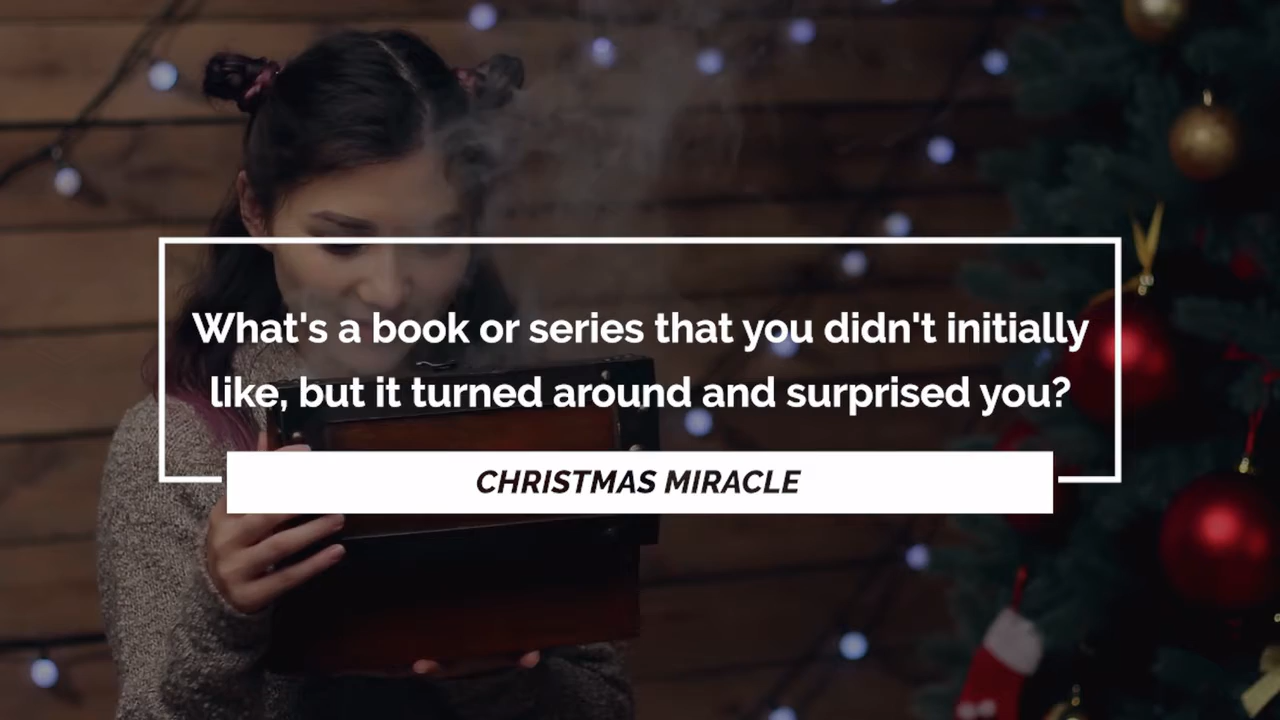 What's a book or series that you didn't initially
like, but it turned around and surprised you?
CHRISTMAS MIRACLE